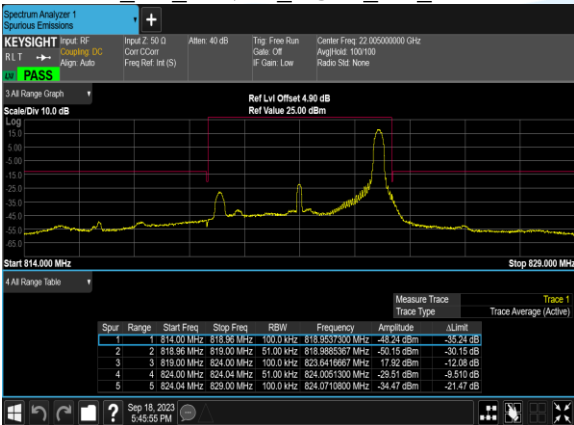 Spectrum Analyzer 1
Spurious Emissions
+
KEYSIGHT Input: RF Input Z: 50 Ω Atten: 40 dB Trig: Free Run Center Freq: 22.005000000 GHz
RLT Coupling: DC Corr CCorr Gate: Off Avg|Hold: 100/100
Align: Auto Freq Ref: Int (S) IF Gain: Low Radio Std: None
PASS
3 All Range Graph Ref Lvl Offset 4.90 dB
Scale/Div 10.0 dB Ref Value 25.00 dBm
Log
15.0
5.00
-5.00
-15.0
-25.0
-35.0
-45.0
-55.0
-65.0
Start 814.000 MHz Stop 829.000 MHz
4 All Range Table
Measure Trace Trace 1
Trace Type Trace Average (Active)
Spur Range Start Freq Stop Freq RBW Frequency Amplitude ΔLimit
1 1 814.00 MHz 818.96 MHz 100.0 kHz 818.9537300 MHz -48.24 dBm -35.24 dB
2 2 818.96 MHz 819.00 MHz 51.00 kHz 818.9885367 MHz -50.15 dBm -30.15 dB
3 3 819.00 MHz 824.00 MHz 100.0 kHz 823.6416667 MHz 17.92 dBm -12.08 dB
4 4 824.00 MHz 824.04 MHz 51.00 kHz 824.0051300 MHz -29.51 dBm -9.510 dB
5 5 824.04 MHz 829.00 MHz 100.0 kHz 824.0710800 MHz -34.47 dBm -21.47 dB
? Sep 18, 2023
5:45:55 PM